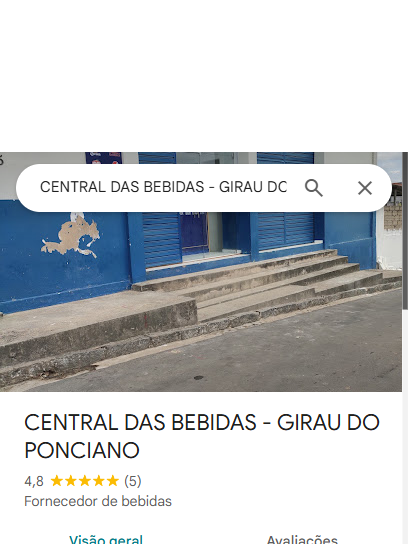 CENTRAL DAS BEBIDAS - GIRAU DO
CENTRAL DAS BEBIDAS - GIRAU DO
PONCIANO
4,8 (5)
Fornecedor de bebidas
Visão geral Avaliações